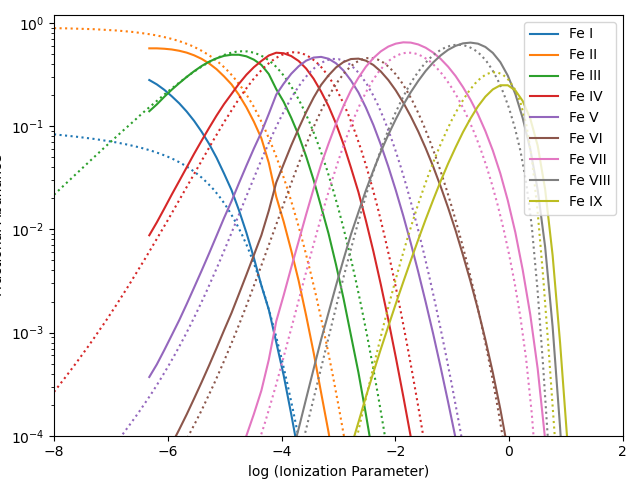 10⁰
10⁻¹
10⁻²
10⁻³
10⁻⁴
−8
−6
−4
−2
0
2
log (Ionization Parameter)
Fe I
Fe II
Fe III
Fe IV
Fe V
Fe VI
Fe VII
Fe VIII
Fe IX